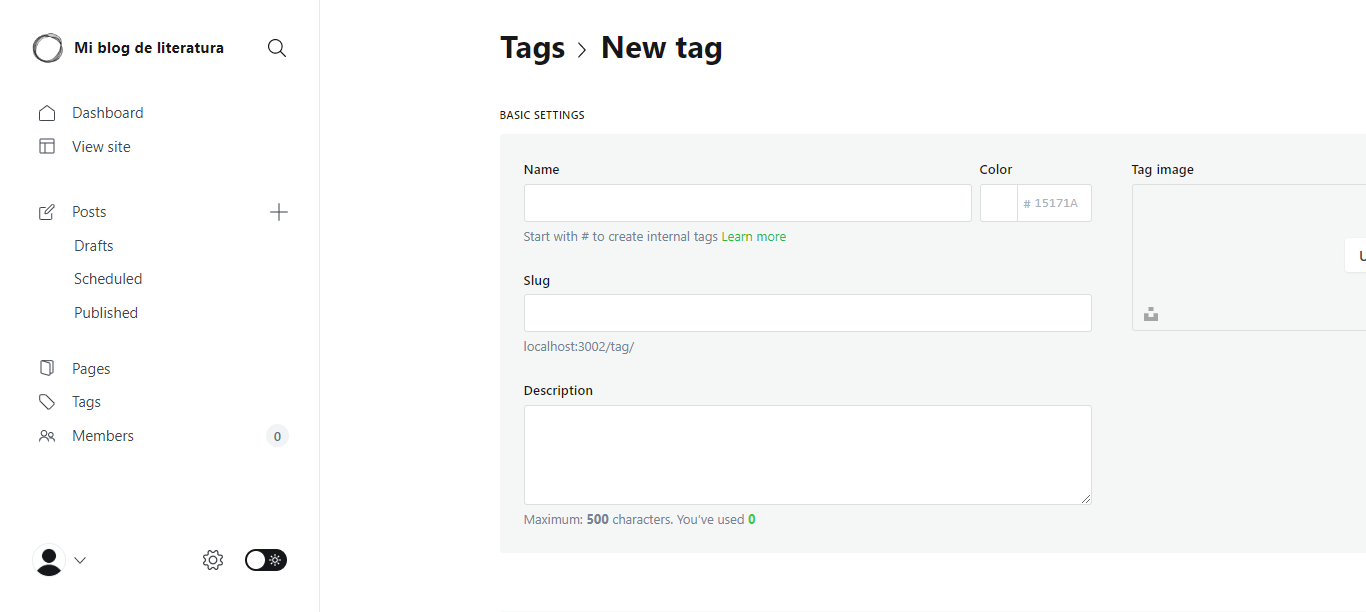 Mi blog de literatura
Dashboard
View site
Posts
Drafts
Scheduled
Published
Pages
Tags
Members 0
Tags › New tag
BASIC SETTINGS
Name
Start with # to create internal tags Learn more
Color
# 15171A
Slug
localhost:3002/tag/
Description
Maximum: 500 characters. You’ve used 0
Tag image